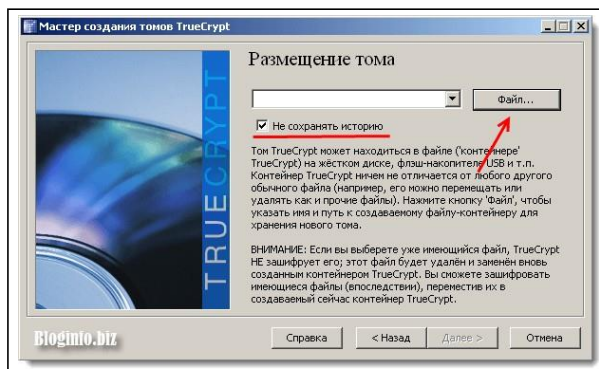 Мастер создания томов TrueCrypt
Размещение тома
Файл...
Не сохранять историю
Том TrueCrypt может находиться в файле ('контейнере'
TrueCrypt) на жёстком диске, флэш-накопителе USB и т.п.
Контейнер TrueCrypt ничем не отличается от любого другого
обычного файла (например, его можно перемещать или
удалять как и прочие файлы). Нажмите кнопку 'Файл', чтобы
указать имя и путь к создаваемому файлу-контейнеру для
хранения нового тома.
ВНИМАНИЕ: Если вы выберете уже имеющийся файл, TrueCrypt
НЕ зашифрует его; этот файл будет удалён и заменён вновь
созданным контейнером TrueCrypt. Вы сможете зашифровать
имеющиеся файлы (впоследствии), переместив их в
создаваемый сейчас контейнер TrueCrypt.
TRUECRYPT
Bloginfo.biz
Справка
< Назад
Далее >
Отмена